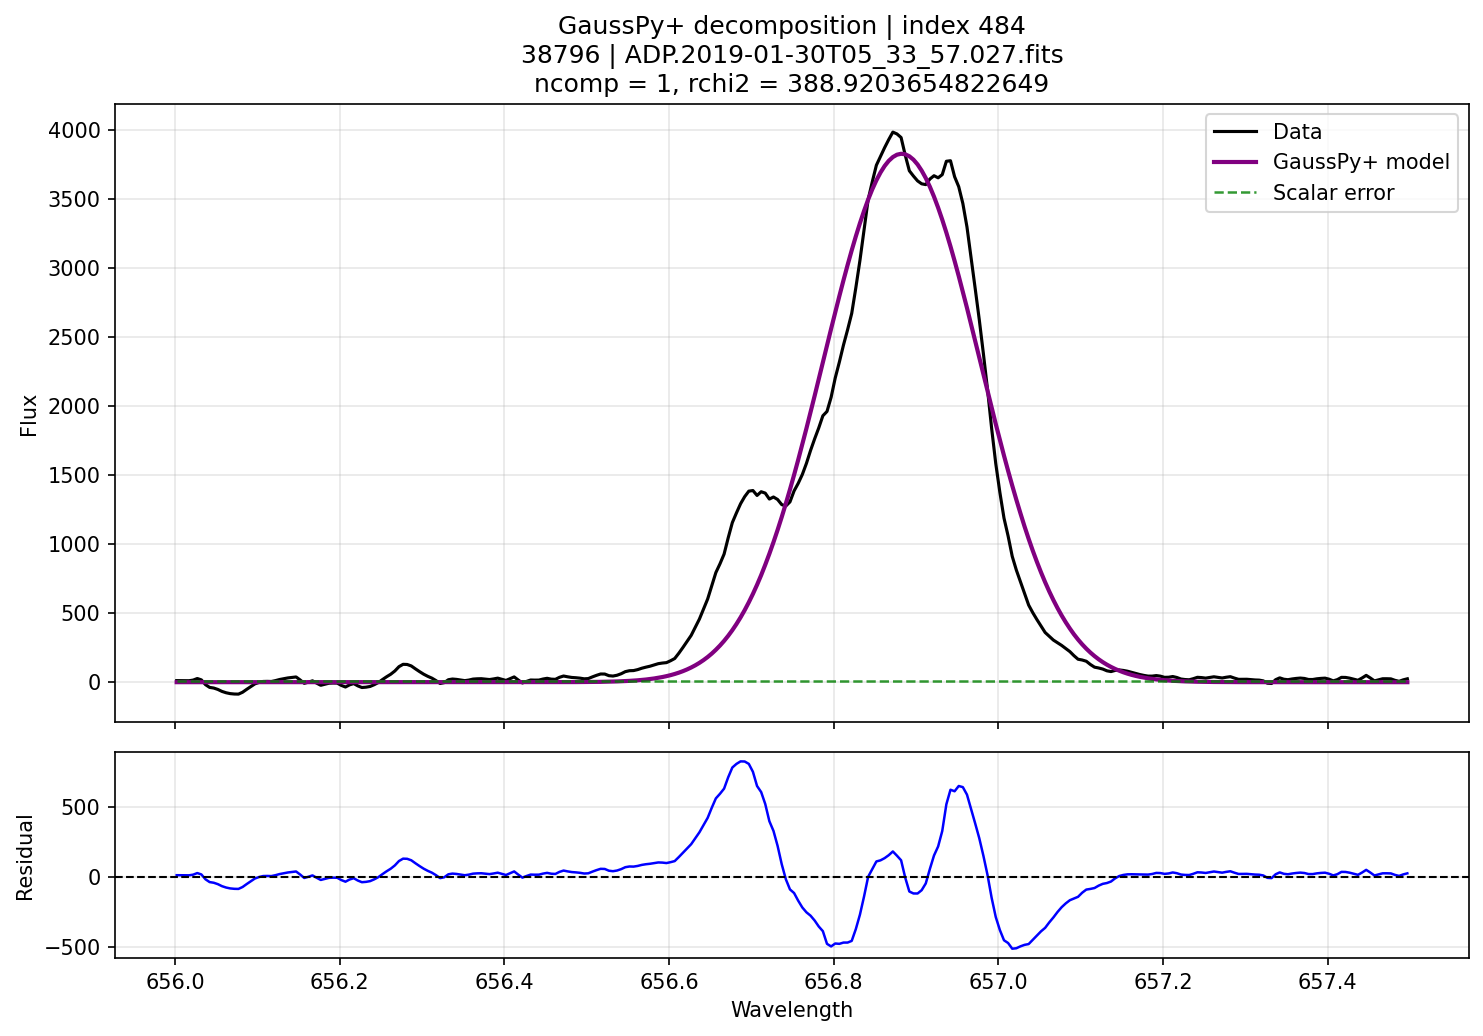 GaussPy+ decomposition | index 484
38796 | ADP.2019-01-30T05_33_57.027.fits
ncomp = 1, rchi2 = 388.9203654822649
Data
GaussPy+ model
Scalar error
Flux
4000
3500
3000
2500
2000
1500
1000
500
0
Residual
500
0
−500
656.0 656.2 656.4 656.6 656.8 657.0 657.2 657.4
Wavelength